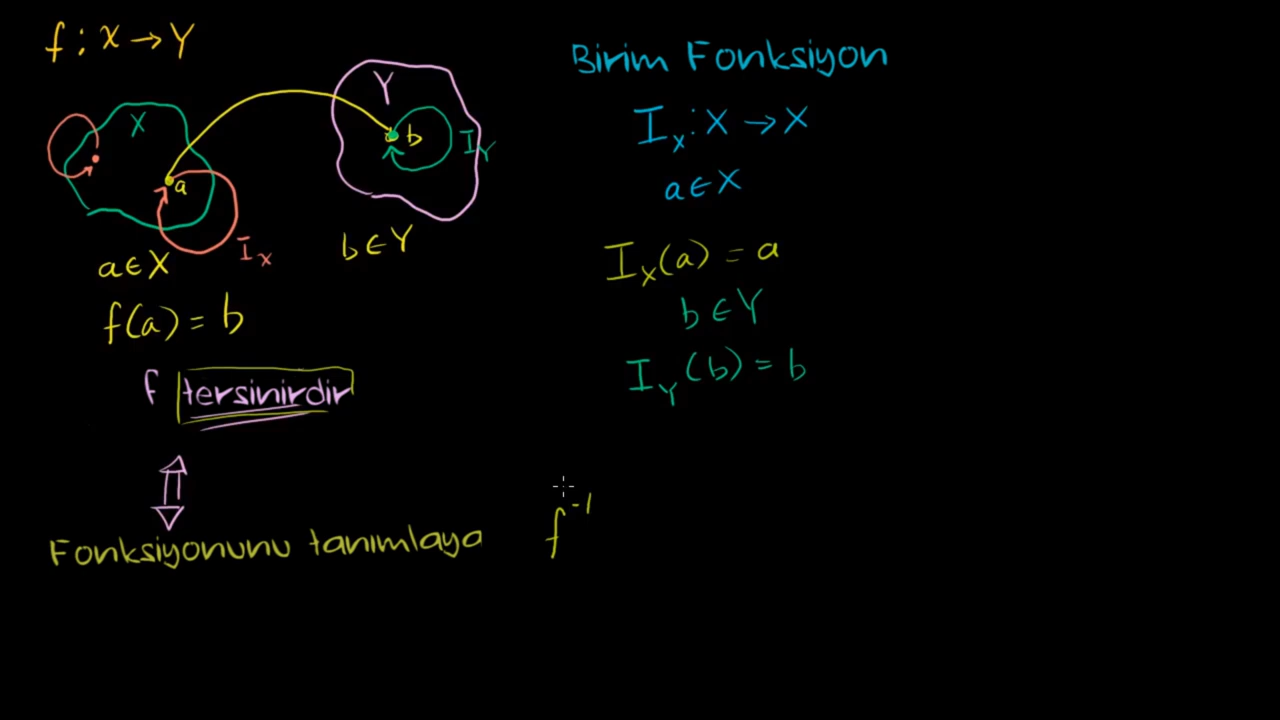 f : X → Y
X
a
I_X
Y
b
I_Y
a ∈ X
b ∈ Y
f(a) = b
f tersinirdir
Fonksiyonunu tanımlaya f⁻¹
Birim Fonksiyon
I_X : X → X
a ∈ X
I_X(a) = a
b ∈ Y
I_Y(b) = b